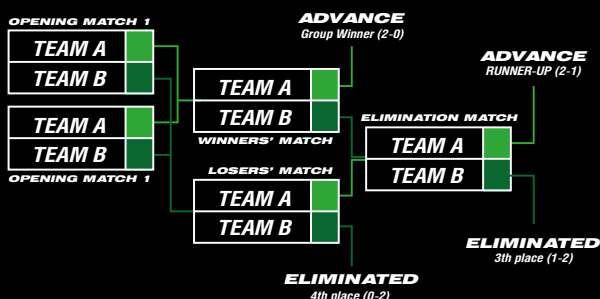 OPENING MATCH 1
TEAM A
TEAM B
TEAM A
TEAM B
OPENING MATCH 1
TEAM A
TEAM B
WINNERS' MATCH
LOSERS' MATCH
TEAM A
TEAM B
ADVANCE
Group Winner (2-0)
ELIMINATED
4th place (0-2)
ELIMINATION MATCH
TEAM A
TEAM B
ADVANCE
RUNNER-UP (2-1)
ELIMINATED
3th place (1-2)